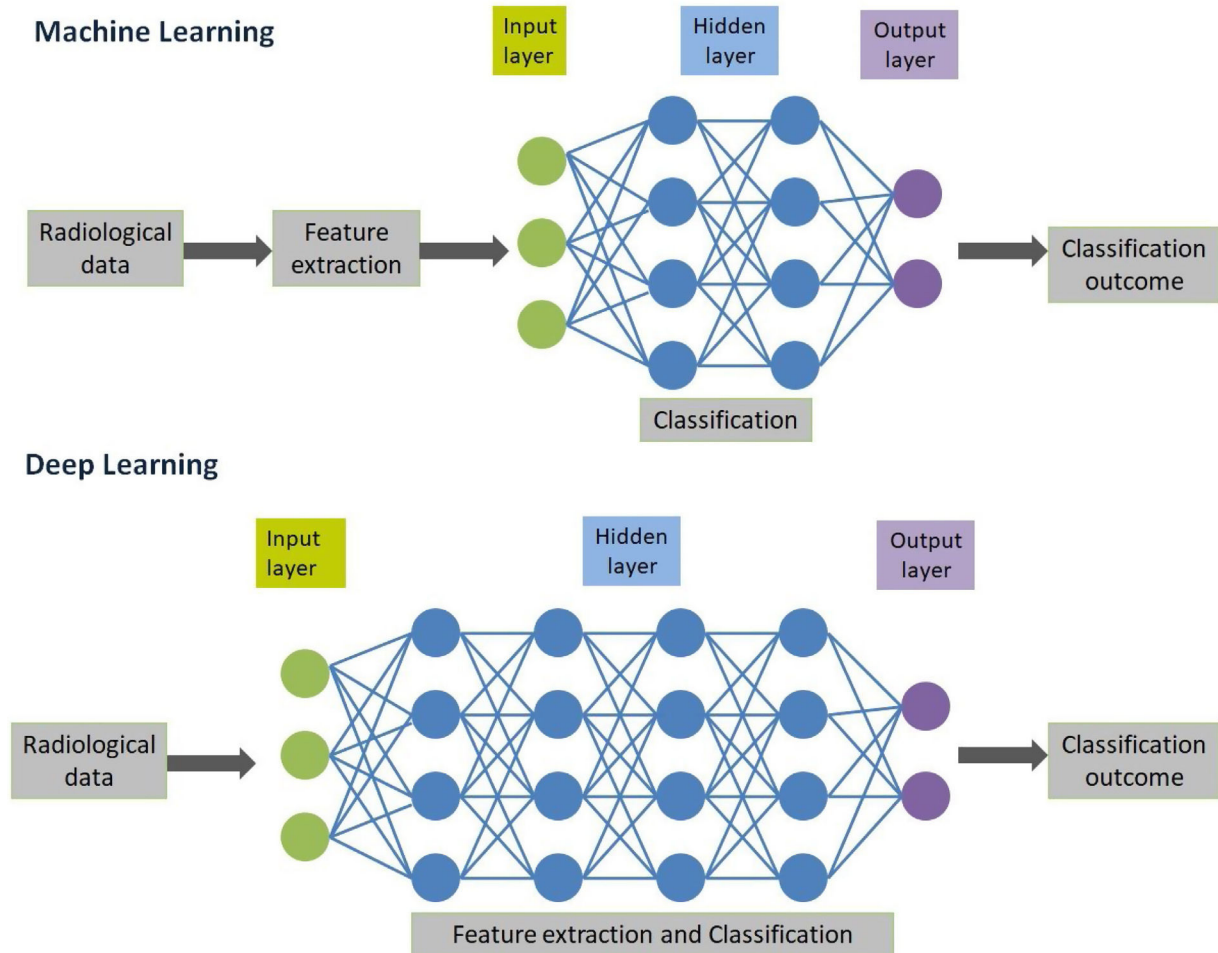 Machine Learning
Input
layer
Hidden
layer
Output
layer
Radiological
data
Feature
extraction
Classification
outcome
Classification
Deep Learning
Input
layer
Hidden
layer
Output
layer
Radiological
data
Classification
outcome
Feature extraction and Classification